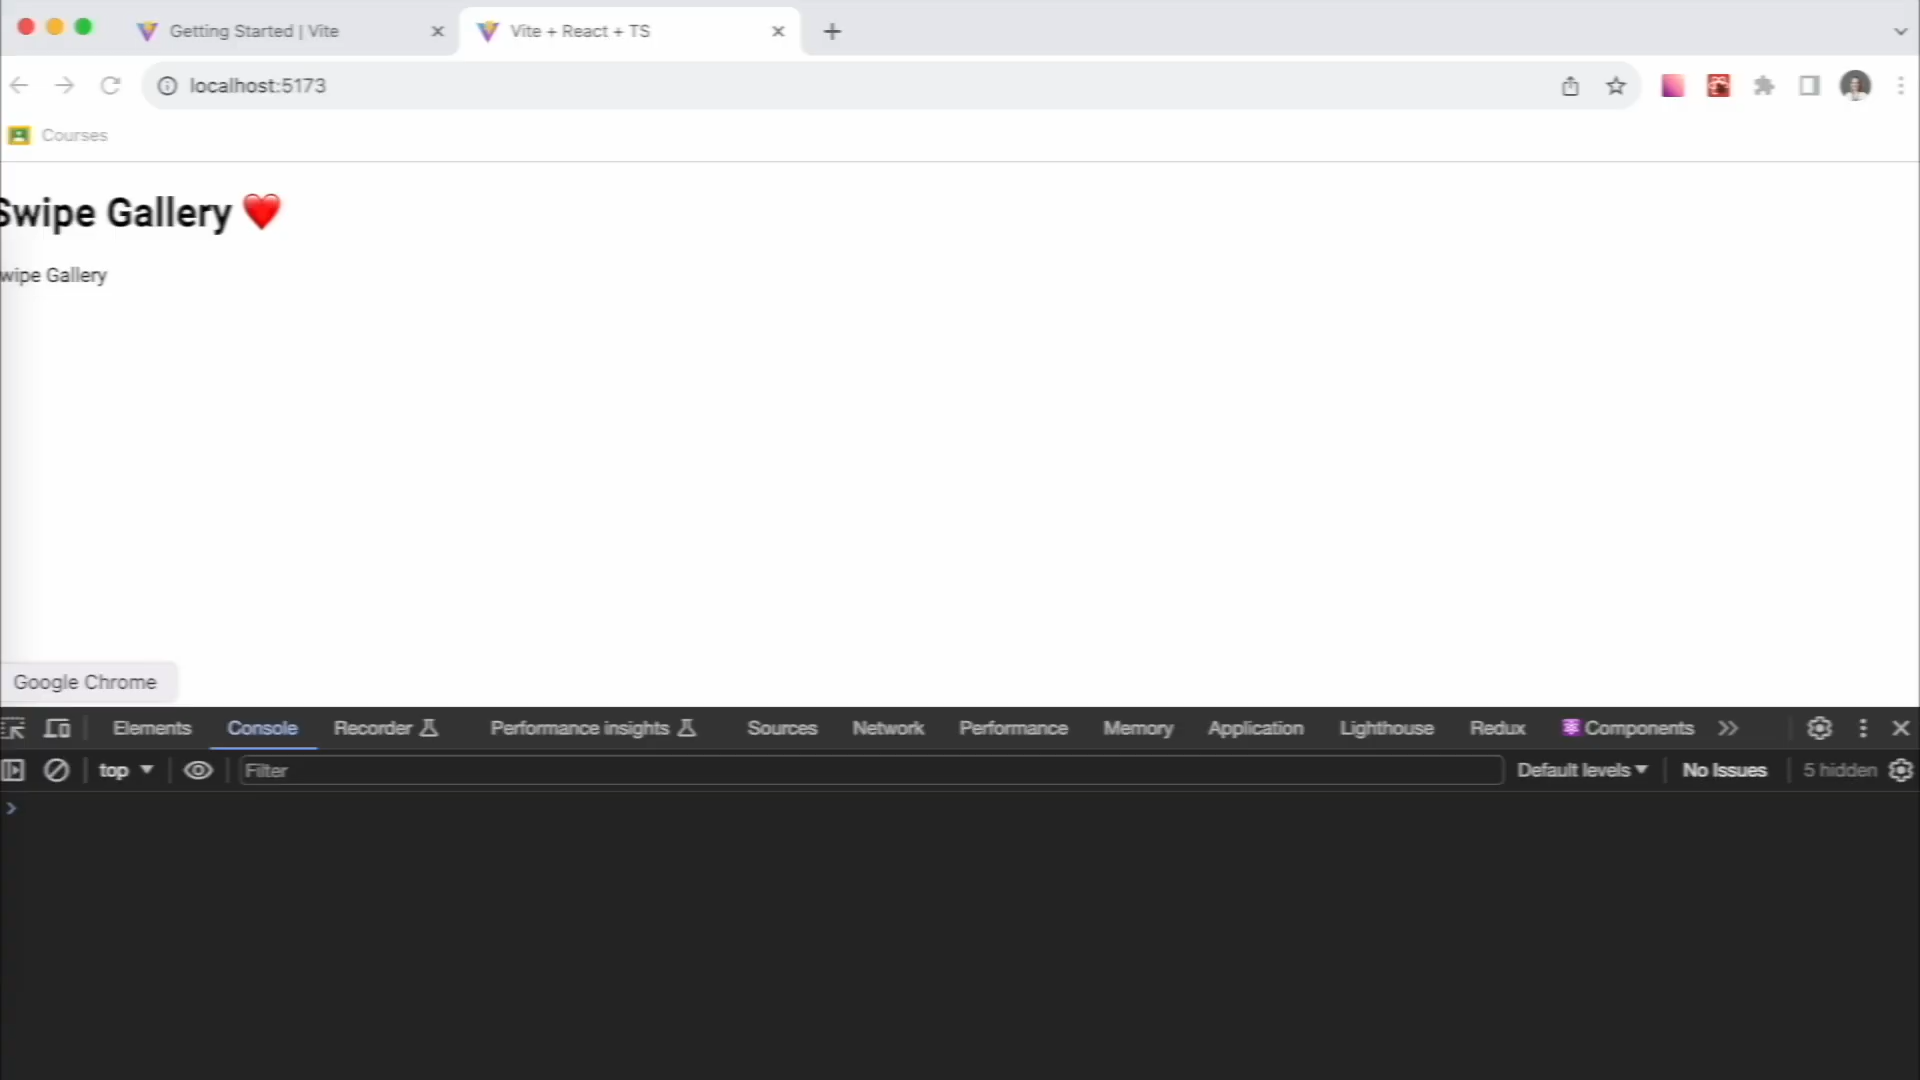 Getting Started | Vite
Vite + React + TS
localhost:5173
Courses
Swipe Gallery ❤️
wipe Gallery
Google Chrome
Elements Console Recorder Performance insights Sources Network Performance Memory Application Lighthouse Redux Components
top Filter Default levels No Issues 5 hidden